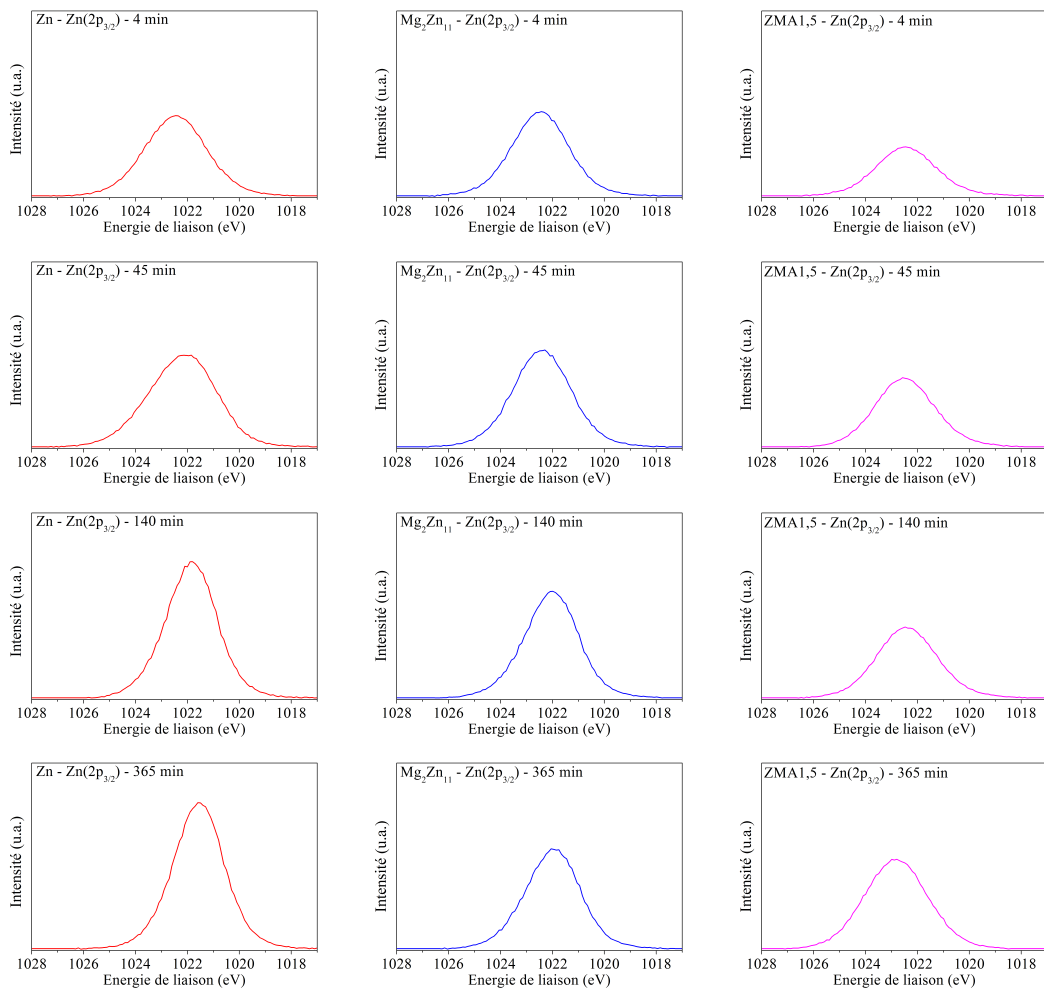 Zn - Zn(2p3/2) - 4 min
Intensité (u.a.)
1028 1026 1024 1022 1020 1018
Energie de liaison (eV)
Mg2Zn11 - Zn(2p3/2) - 4 min
Intensité (u.a.)
1028 1026 1024 1022 1020 1018
Energie de liaison (eV)
ZMA1,5 - Zn(2p3/2) - 4 min
Intensité (u.a.)
1028 1026 1024 1022 1020 1018
Energie de liaison (eV)
Zn - Zn(2p3/2) - 45 min
Intensité (u.a.)
1028 1026 1024 1022 1020 1018
Energie de liaison (eV)
Mg2Zn11 - Zn(2p3/2) - 45 min
Intensité (u.a.)
1028 1026 1024 1022 1020 1018
Energie de liaison (eV)
ZMA1,5 - Zn(2p3/2) - 45 min
Intensité (u.a.)
1028 1026 1024 1022 1020 1018
Energie de liaison (eV)
Zn - Zn(2p3/2) - 140 min
Intensité (u.a.)
1028 1026 1024 1022 1020 1018
Energie de liaison (eV)
Mg2Zn11 - Zn(2p3/2) - 140 min
Intensité (u.a.)
1028 1026 1024 1022 1020 1018
Energie de liaison (eV)
ZMA1,5 - Zn(2p3/2) - 140 min
Intensité (u.a.)
1028 1026 1024 1022 1020 1018
Energie de liaison (eV)
Zn - Zn(2p3/2) - 365 min
Intensité (u.a.)
1028 1026 1024 1022 1020 1018
Energie de liaison (eV)
Mg2Zn11 - Zn(2p3/2) - 365 min
Intensité (u.a.)
1028 1026 1024 1022 1020 1018
Energie de liaison (eV)
ZMA1,5 - Zn(2p3/2) - 365 min
Intensité (u.a.)
1028 1026 1024 1022 1020 1018
Energie de liaison (eV)